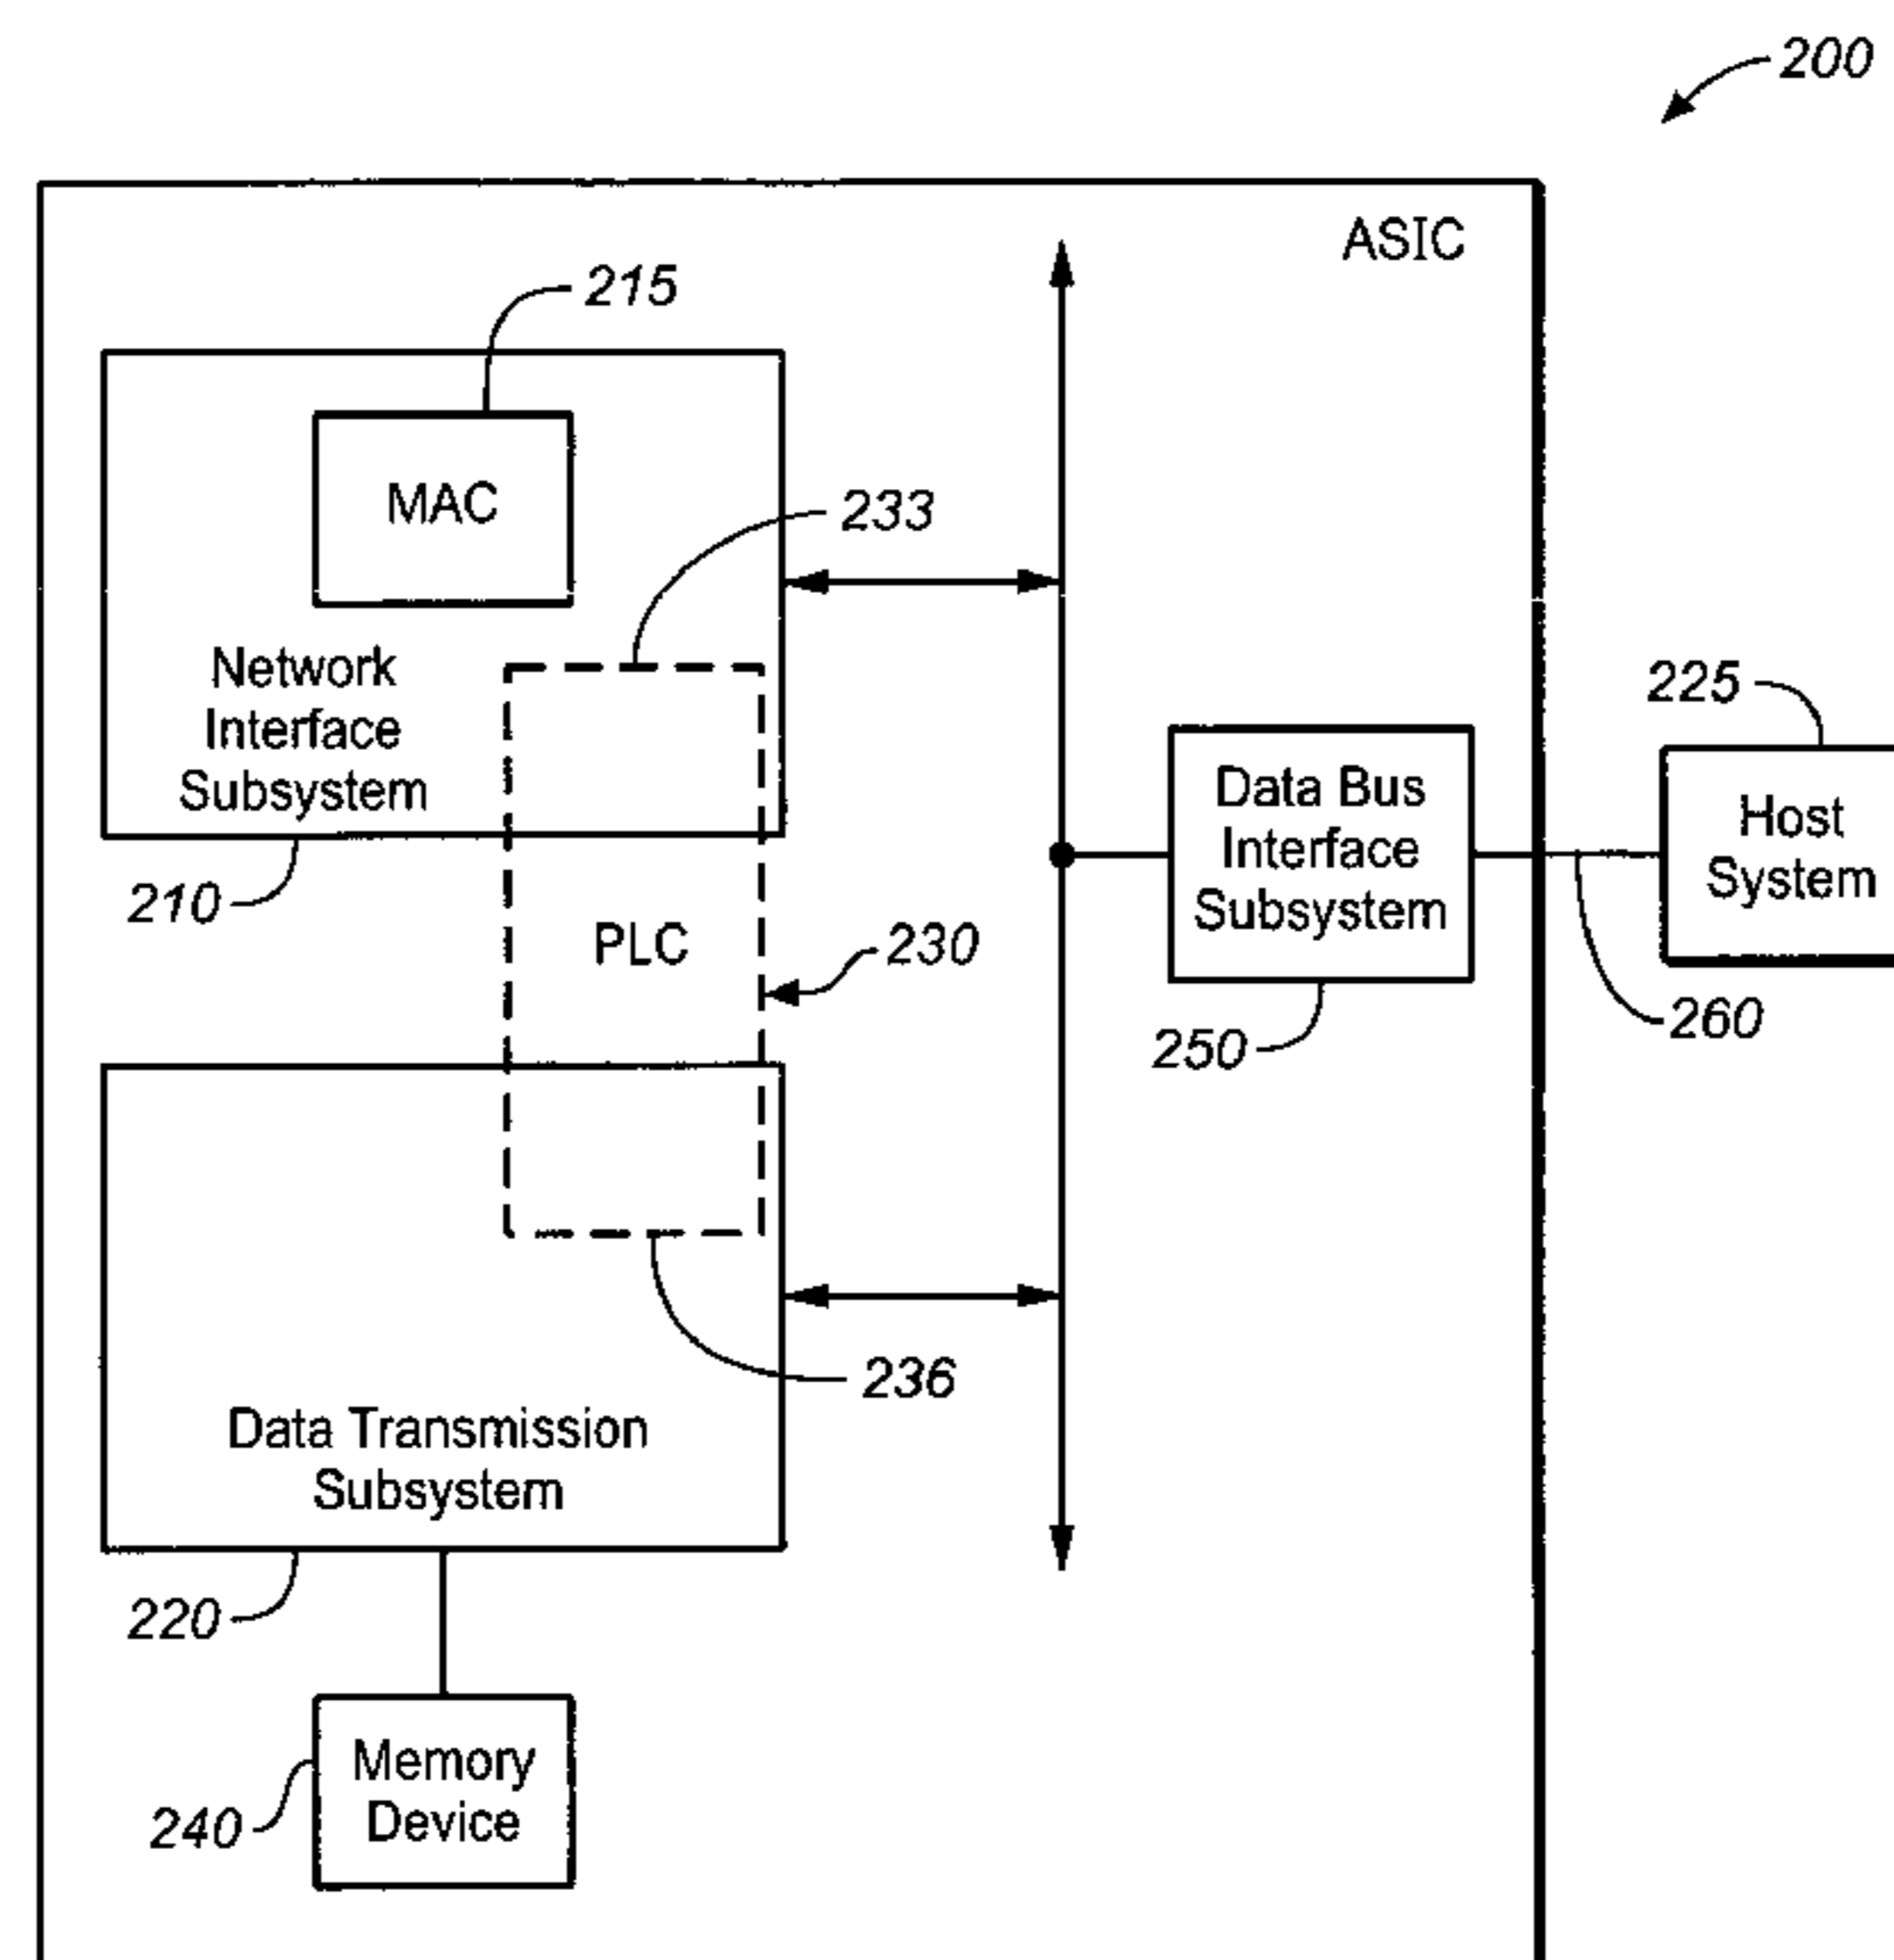 200
ASIC
215
MAC
233
Network
Interface
Subsystem
210
PLC
230
Data Bus
Interface
Subsystem
250
225
Host
System
260
236
Data Transmission
Subsystem
220
Memory
Device
240